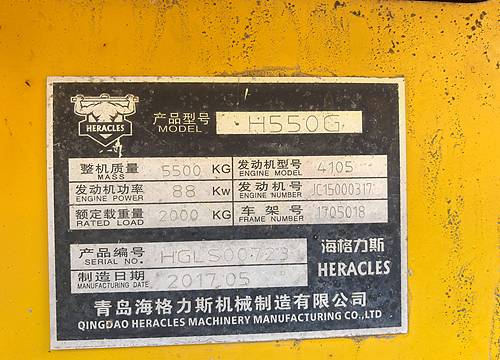 HERACLES
产品型号 MODEL H550G
整机质量 MASS 5500 KG 发动机型号 ENGINE MODEL 4105
发动机功率 ENGINE POWER 88 Kw 发动机号 ENGINE NUMBER JC15000317
额定载重量 RATED LOAD 2000 KG 车架号 FRAME NUMBER 1705018
产品编号 SERIAL NO. 海格力斯
制造日期 MANUFACTURING DATE 2017.05 HERACLES
青岛海格力斯机械制造有限公司
QINGDAO HERACLES MACHINERY MANUFACTURING CO.,LTD